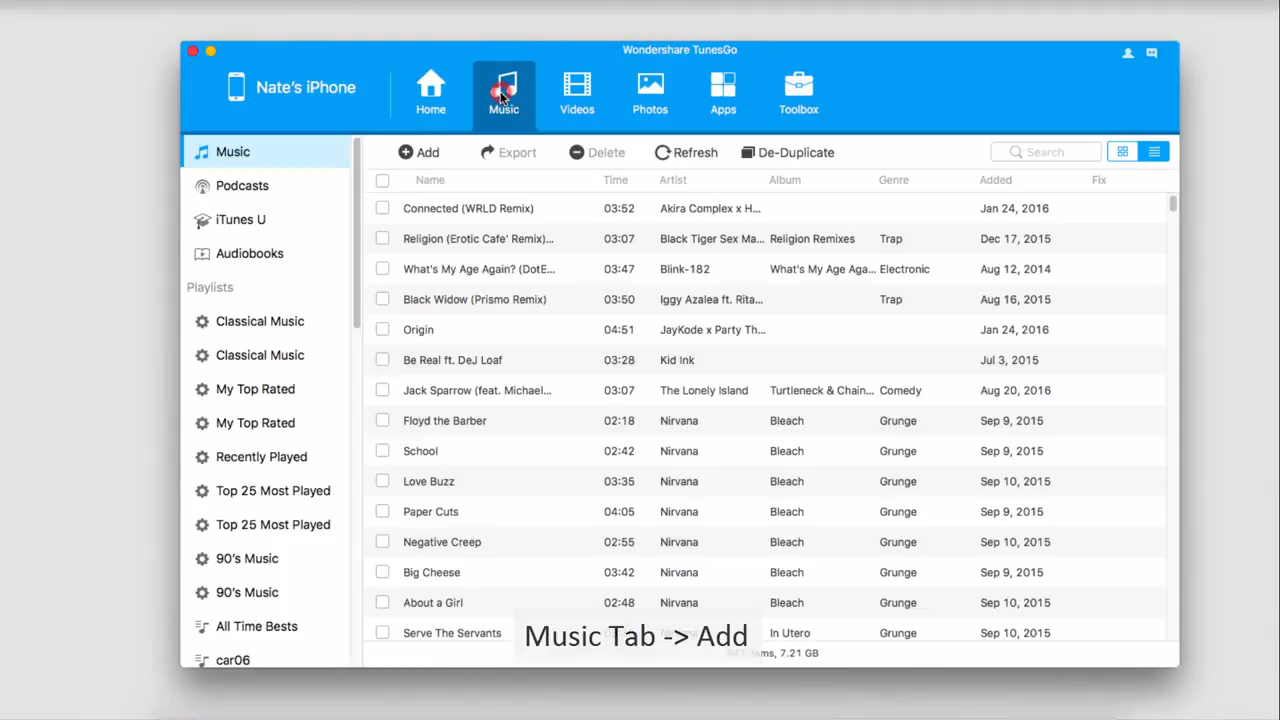 Wondershare TunesGo
Nate's iPhone
Home
Music
Videos
Photos
Apps
Toolbox
Music
Podcasts
iTunes U
Audiobooks
Playlists
Classical Music
Classical Music
My Top Rated
My Top Rated
Recently Played
Top 25 Most Played
Top 25 Most Played
90's Music
90's Music
All Time Bests
car06
Add Export Delete Refresh De-Duplicate Search
Name Time Artist Album Genre Added Fix
Connected (WRLD Remix) 03:52 Akira Complex x H... Jan 24, 2016
Religion (Erotic Cafe' Remix)... 03:07 Black Tiger Sex Ma... Religion Remixes Trap Dec 17, 2015
What's My Age Again? (DotE... 03:47 Blink-182 What's My Age Aga... Electronic Aug 12, 2014
Black Widow (Prismo Remix) 03:50 Iggy Azalea ft. Rita... Trap Aug 16, 2015
Origin 04:51 JayKode x Party Th... Jan 24, 2016
Be Real ft. DeJ Loaf 03:28 Kid Ink Jul 3, 2015
Jack Sparrow (feat. Michael... 03:07 The Lonely Island Turtleneck & Chain... Comedy Aug 20, 2016
Floyd the Barber 02:18 Nirvana Bleach Grunge Sep 9, 2015
School 02:42 Nirvana Bleach Grunge Sep 9, 2015
Love Buzz 03:35 Nirvana Bleach Grunge Sep 10, 2015
Paper Cuts 04:05 Nirvana Bleach Grunge Sep 9, 2015
Negative Creep 02:55 Nirvana Bleach Grunge Sep 10, 2015
Big Cheese 03:42 Nirvana Bleach Grunge Sep 9, 2015
About a Girl 02:48 Nirvana Bleach Grunge Sep 10, 2015
Serve The Servants In Utero Grunge Sep 10, 2015
Music Tab -> Add
7.21 GB